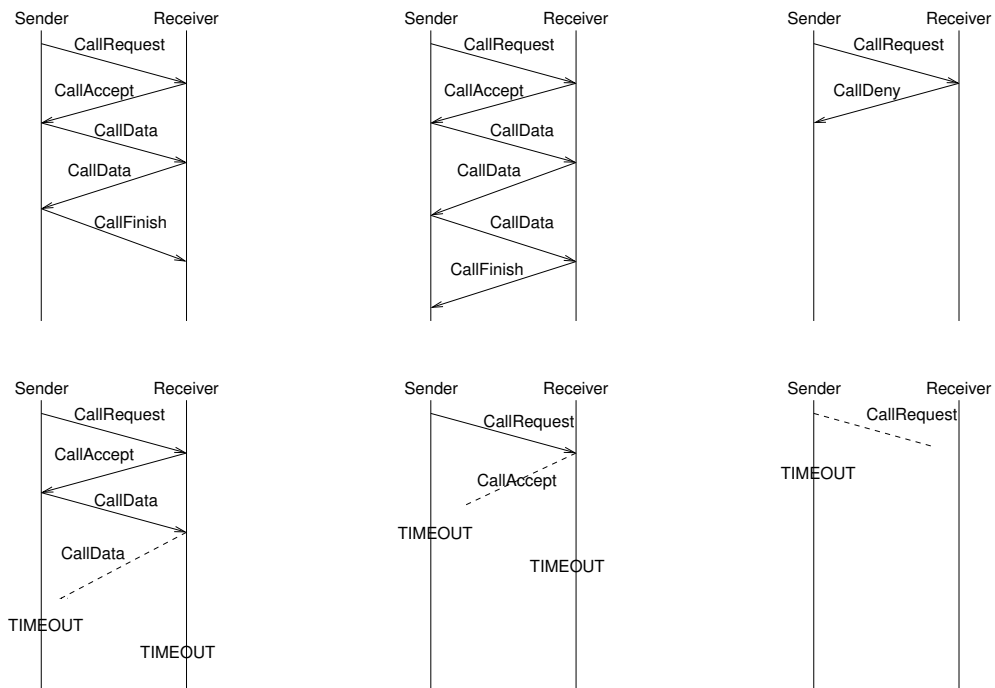 Sender Receiver
CallRequest
CallAccept
CallData
CallData
CallFinish
Sender Receiver
CallRequest
CallAccept
CallData
CallData
CallData
CallFinish
Sender Receiver
CallRequest
CallDeny
Sender Receiver
CallRequest
CallAccept
CallData
CallData
TIMEOUT
TIMEOUT
Sender Receiver
CallRequest
CallAccept
TIMEOUT
TIMEOUT
Sender Receiver
CallRequest
TIMEOUT